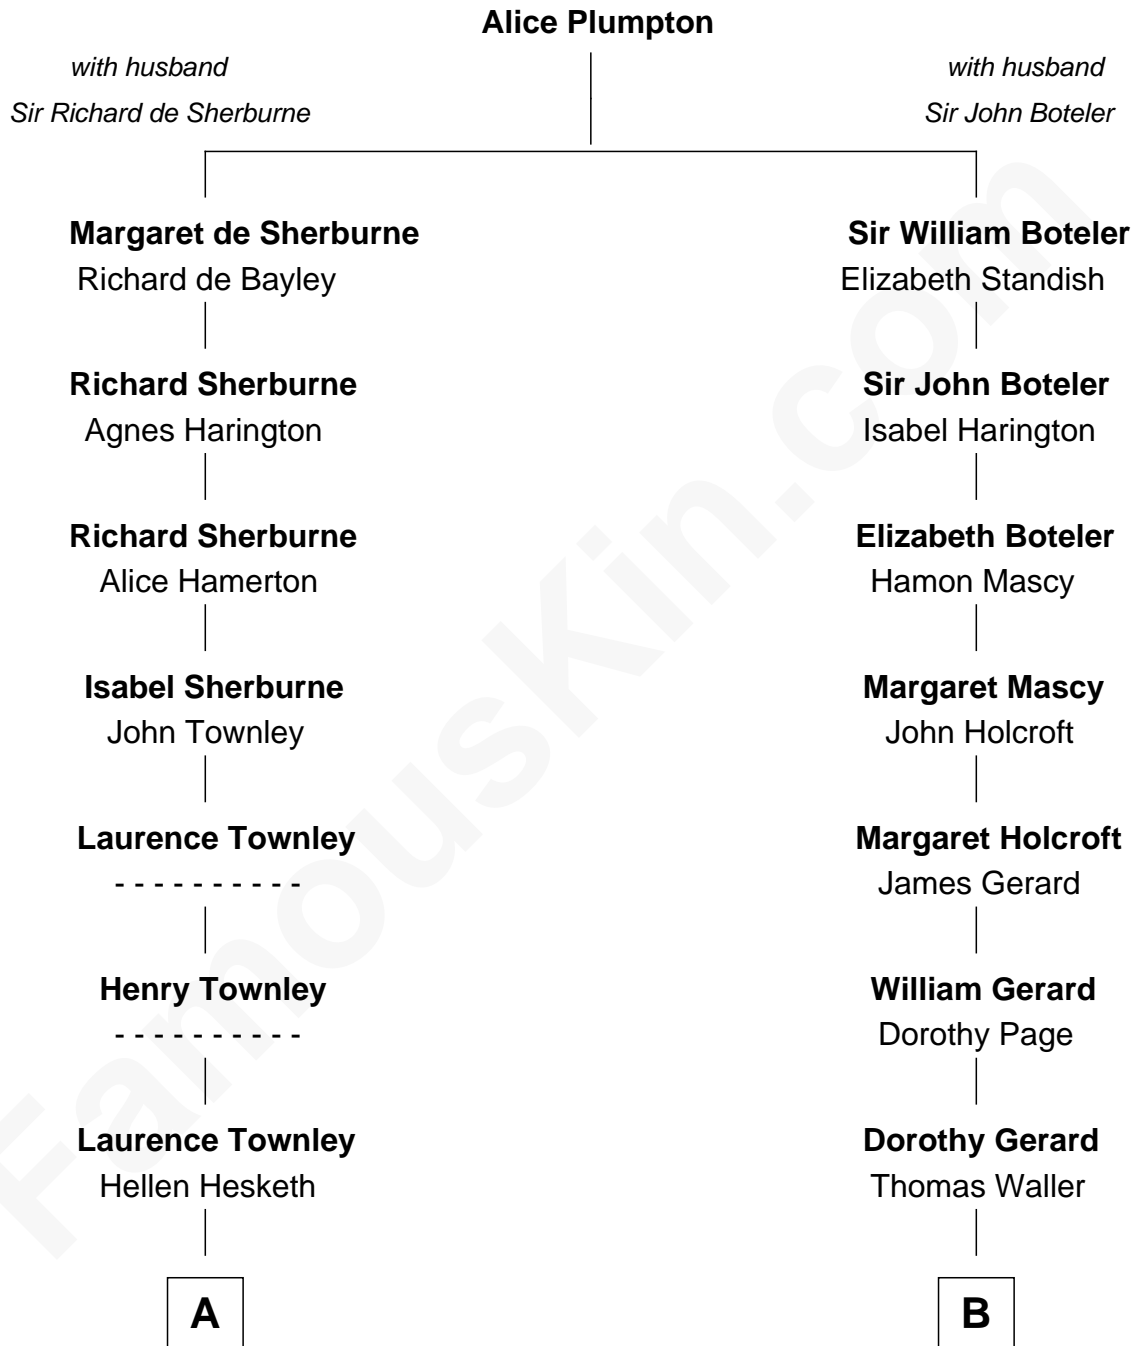 Alice Plumpton
with husband
Sir Richard de Sherburne
with husband
Sir John Boteler
Margaret de Sherburne
Richard de Bayley
Sir William Boteler
Elizabeth Standish
Richard Sherburne
Agnes Harington
Sir John Boteler
Isabel Harington
Richard Sherburne
Alice Hamerton
Elizabeth Boteler
Hamon Mascy
Isabel Sherburne
John Townley
Margaret Mascy
John Holcroft
Laurence Townley
- - - - - - - - - -
Margaret Holcroft
James Gerard
Henry Townley
- - - - - - - - - -
William Gerard
Dorothy Page
Laurence Townley
Hellen Hesketh
Dorothy Gerard
Thomas Waller
A
B
FamousKin.com